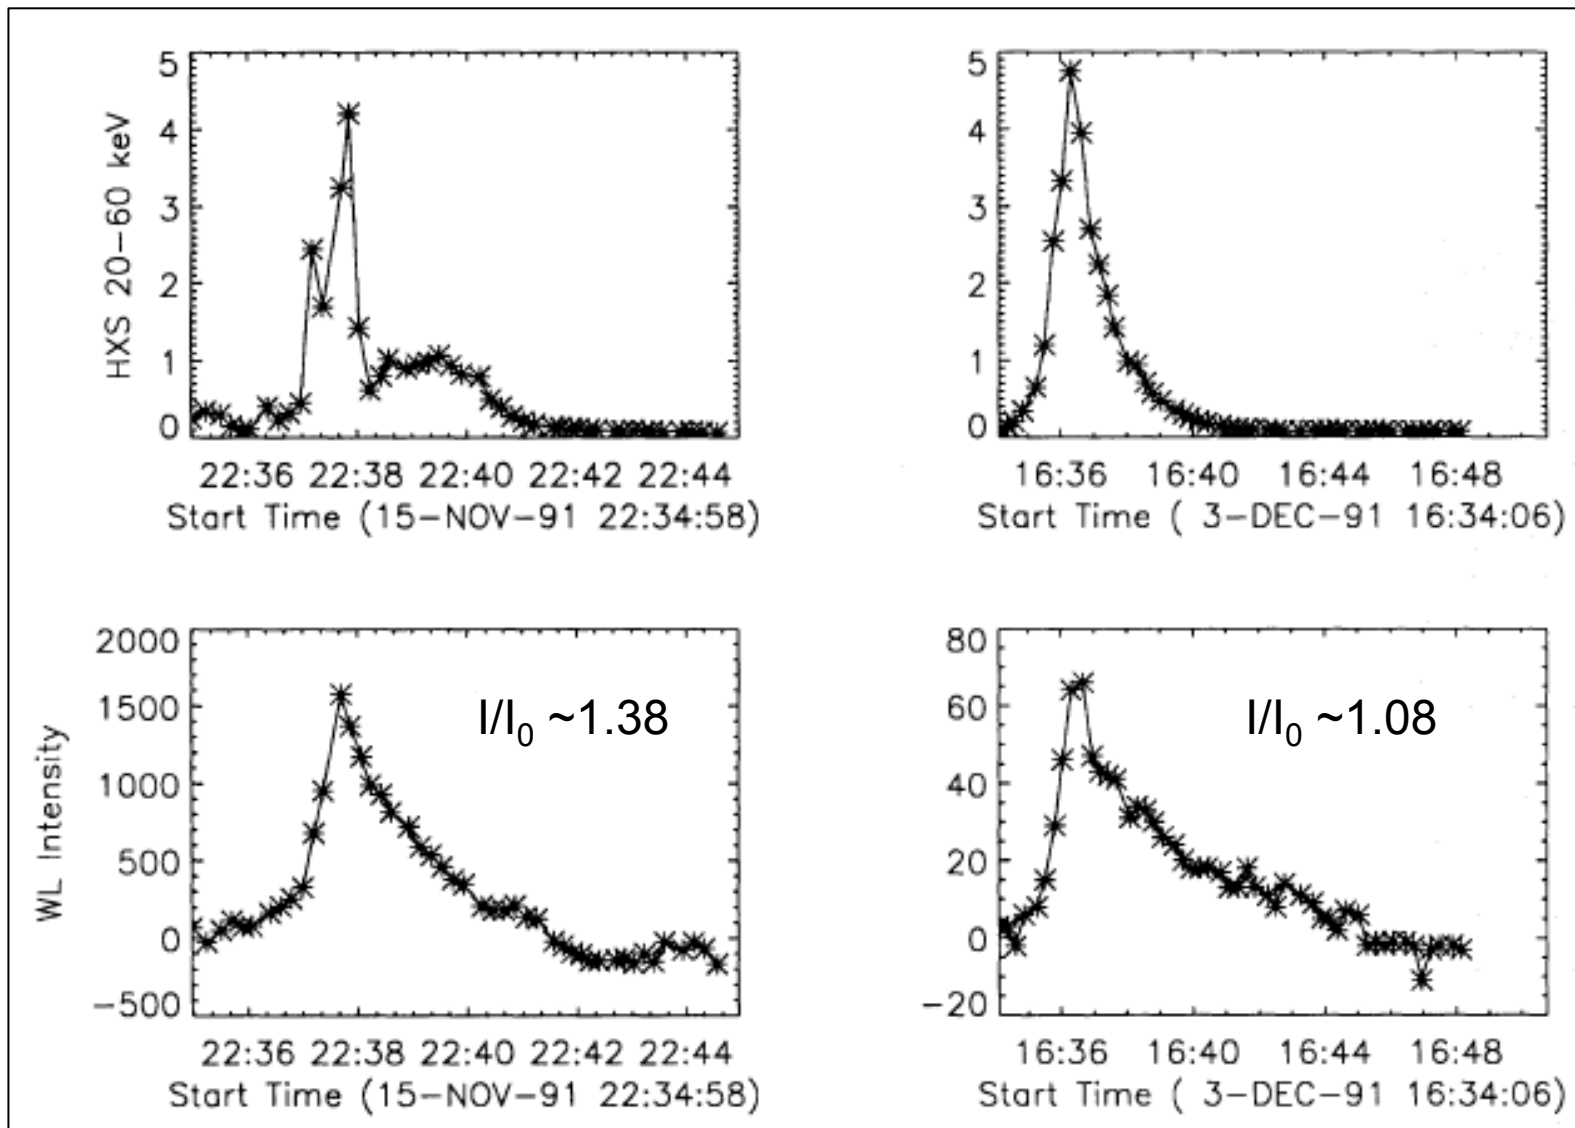 HXS 20-60 keV
5
4
3
2
1
0
22:36 22:38 22:40 22:42 22:44
Start Time (15-NOV-91 22:34:58)
5
4
3
2
1
0
16:36 16:40 16:44 16:48
Start Time ( 3-DEC-91 16:34:06)
WL Intensity
2000
1500
1000
500
0
-500
I/I0 ~1.38
22:36 22:38 22:40 22:42 22:44
Start Time (15-NOV-91 22:34:58)
80
60
40
20
0
-20
I/I0 ~1.08
16:36 16:40 16:44 16:48
Start Time ( 3-DEC-91 16:34:06)